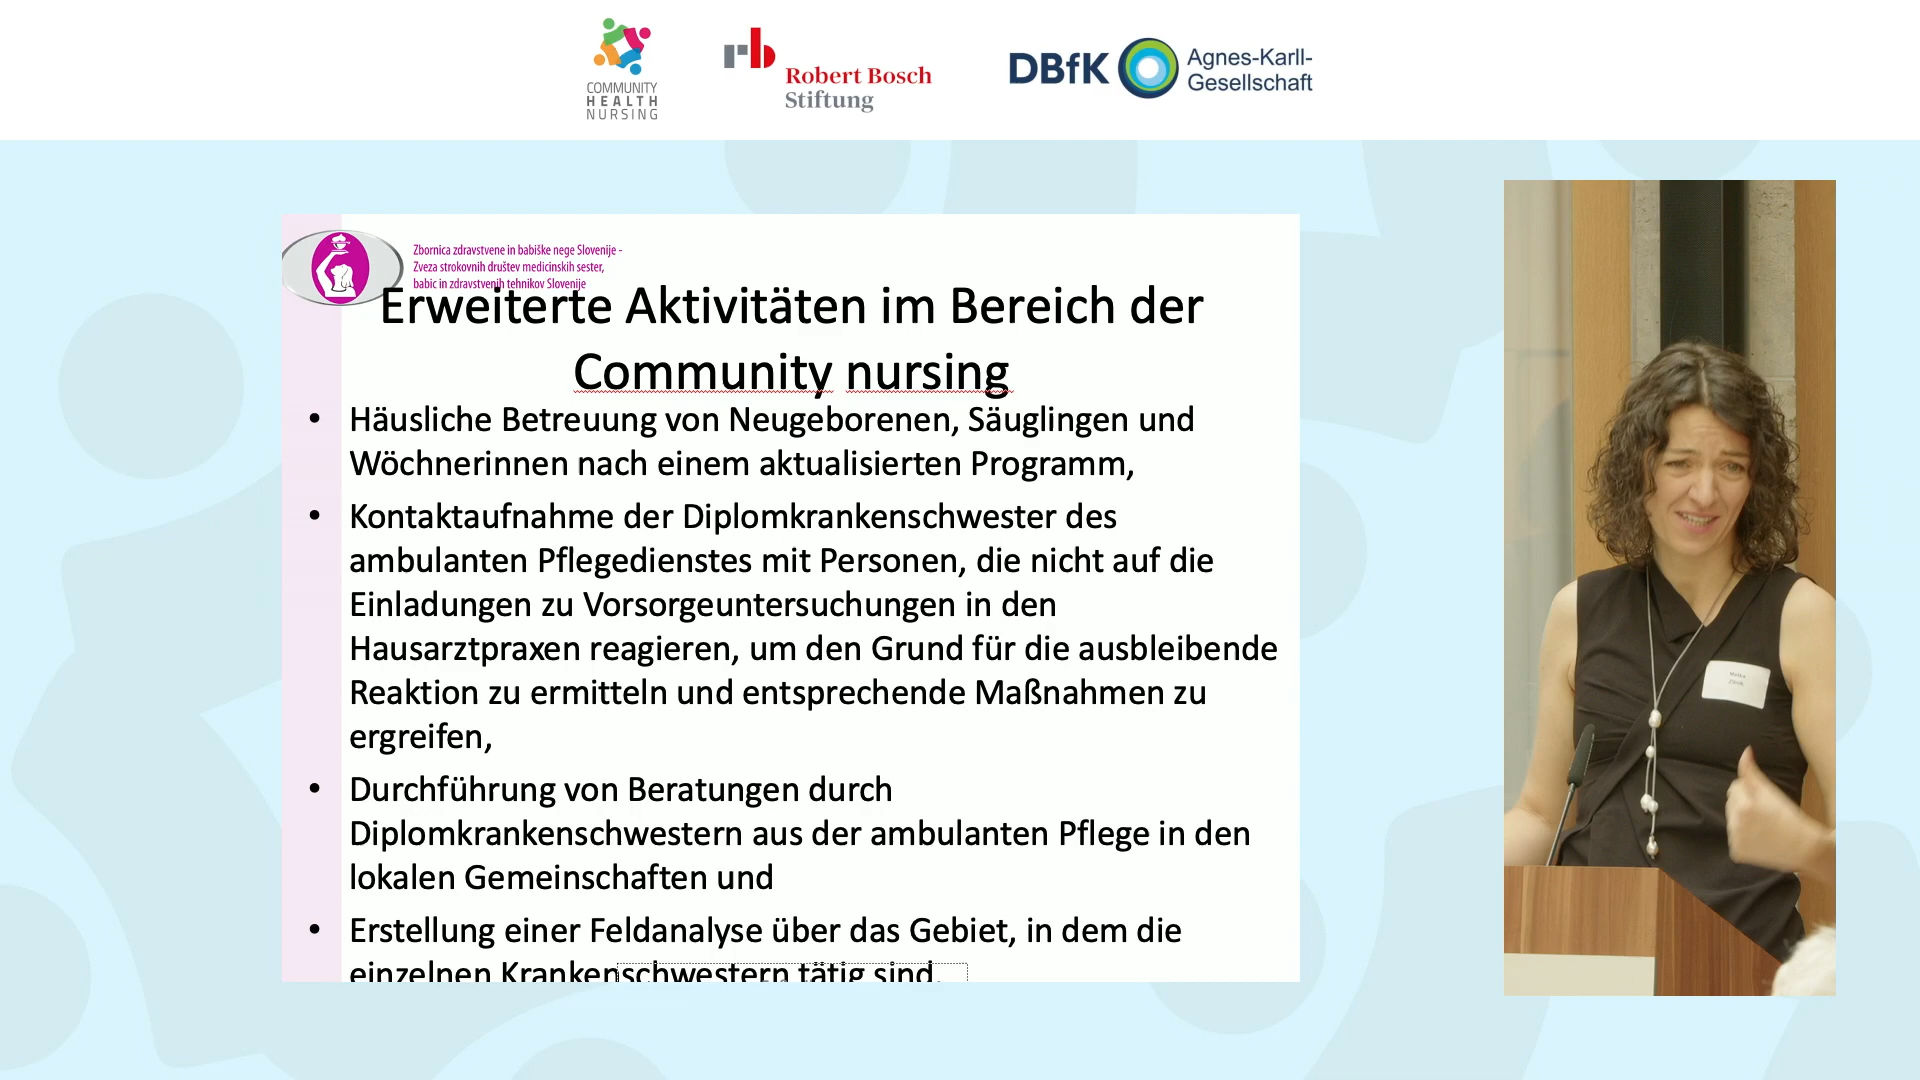 COMMUNITY
HEALTH
NURSING
rb
Robert Bosch
Stiftung
DBfK
Agnes-Karll-
Gesellschaft
Zbornica zdravstvene in babiške nege Slovenije -
Zveza strokovnih društev medicinskih sester,
babic in zdravstvenih tehnikov Slovenije
Erweiterte Aktivitäten im Bereich der
Community nursing
• Häusliche Betreuung von Neugeborenen, Säuglingen und
Wöchnerinnen nach einem aktualisierten Programm,
• Kontaktaufnahme der Diplomkrankenschwester des
ambulanten Pflegedienstes mit Personen, die nicht auf die
Einladungen zu Vorsorgeuntersuchungen in den
Hausarztpraxen reagieren, um den Grund für die ausbleibende
Reaktion zu ermitteln und entsprechende Maßnahmen zu
ergreifen,
• Durchführung von Beratungen durch
Diplomkrankenschwestern aus der ambulanten Pflege in den
lokalen Gemeinschaften und
• Erstellung einer Feldanalyse über das Gebiet, in dem die
einzelnen Krankenschwestern tätig sind.